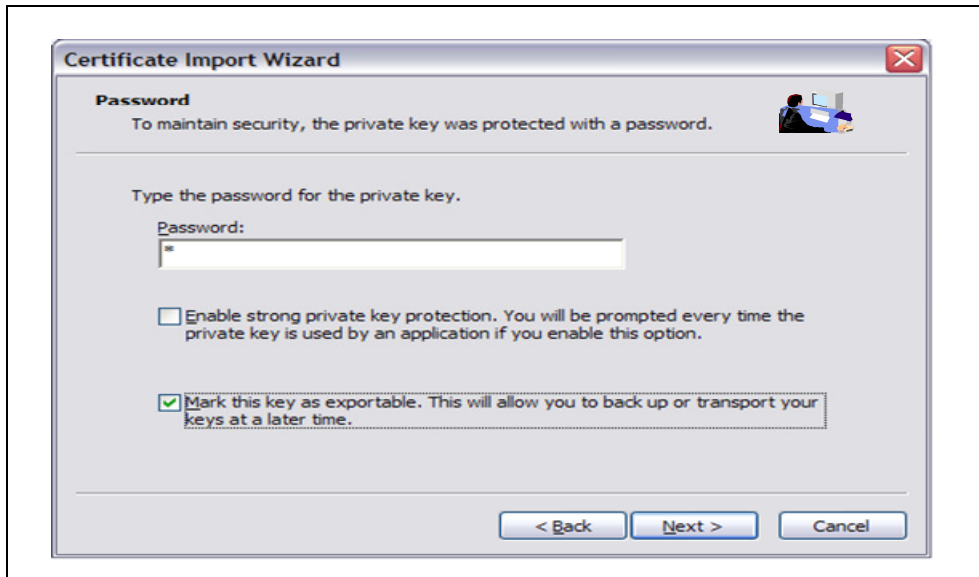 Certificate Import Wizard
Password
To maintain security, the private key was protected with a password.
Type the password for the private key.
Password:
*
Enable strong private key protection. You will be prompted every time the
private key is used by an application if you enable this option.
Mark this key as exportable. This will allow you to back up or transport your
keys at a later time.
< Back
Next >
Cancel